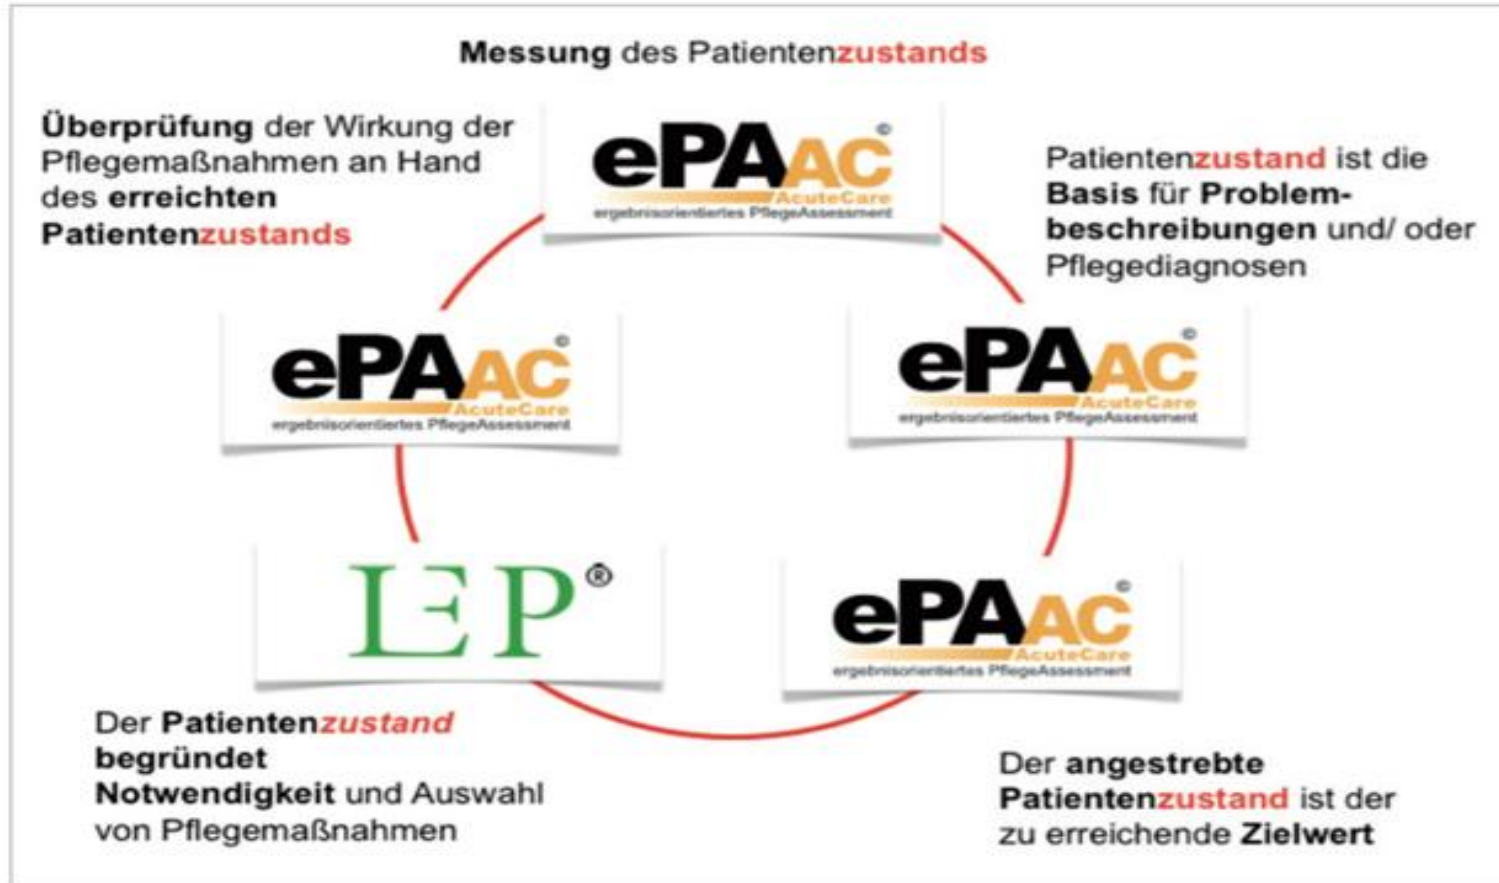 Messung des Patientenzustands
Überprüfung der Wirkung der
Pflegemaßnahmen an Hand
des erreichten
Patientenzustands
ePAAC©
AcuteCare
ergebnisorientiertes PflegeAssessment
Patientenzustand ist die
Basis für Problem-
beschreibungen und/ oder
Pflegediagnosen
ePAAC©
AcuteCare
ergebnisorientiertes PflegeAssessment
ePAAC©
AcuteCare
ergebnisorientiertes PflegeAssessment
LEP®
ePAAC©
AcuteCare
ergebnisorientiertes PflegeAssessment
Der Patientenzustand
begründet
Notwendigkeit und Auswahl
von Pflegemaßnahmen
Der angestrebte
Patientenzustand ist der
zu erreichende Zielwert